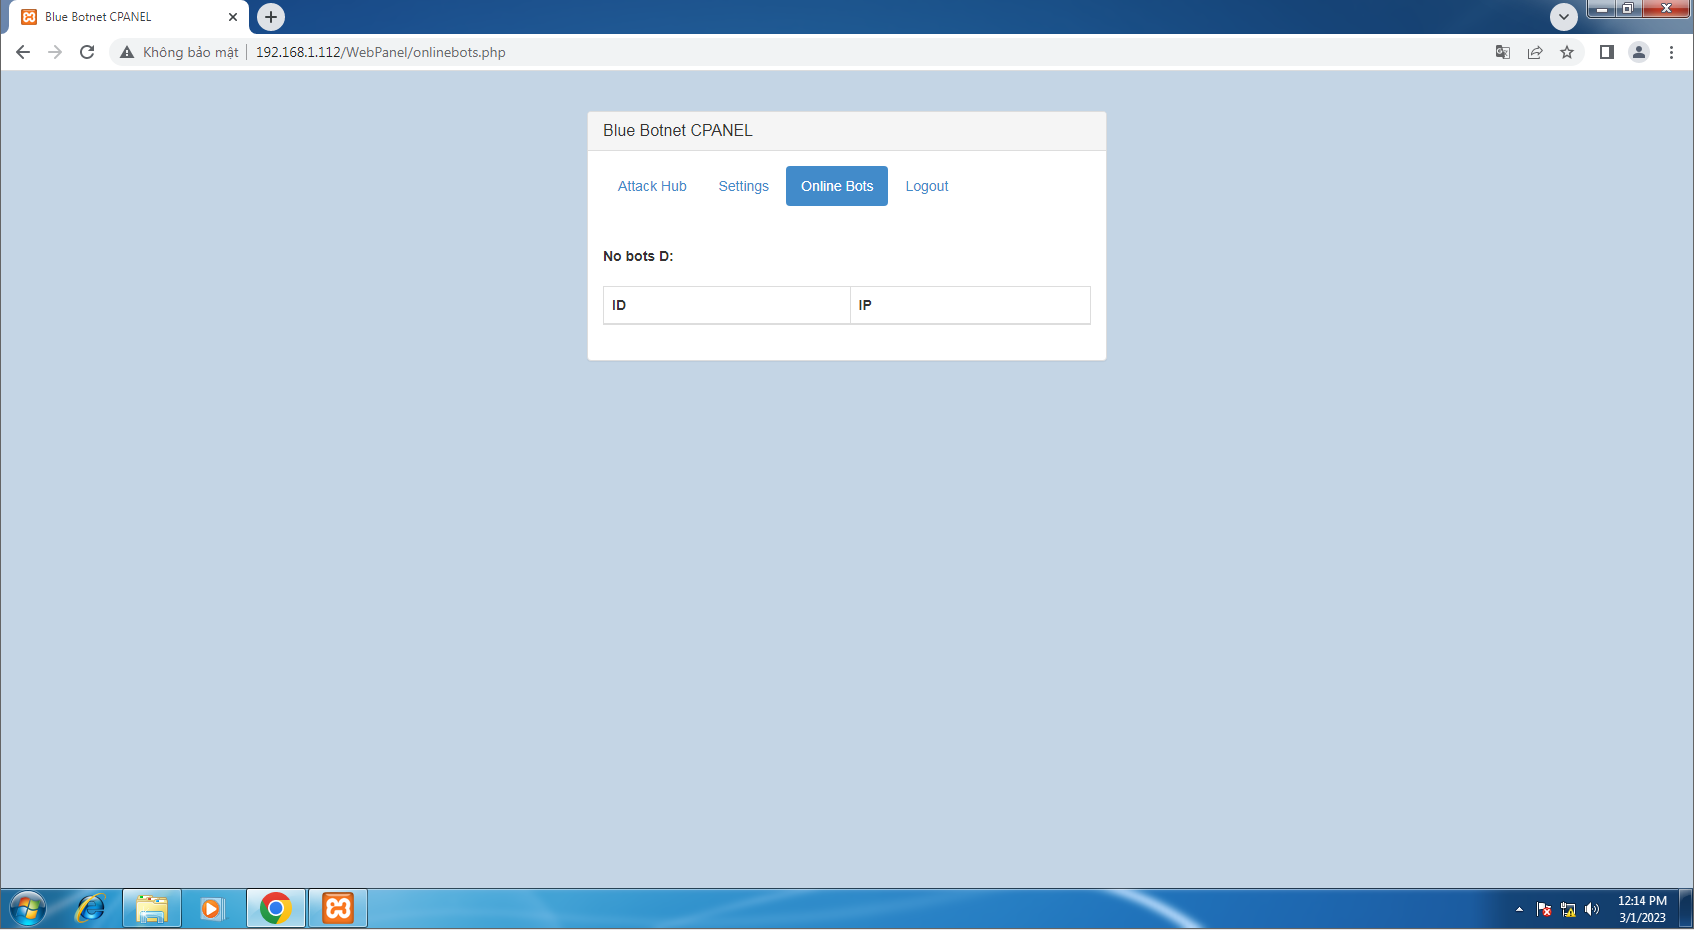 Blue Botnet CPANEL
Không bảo mật
192.168.1.112/WebPanel/onlinebots.php
Blue Botnet CPANEL
Attack Hub Settings Online Bots Logout
No bots D:
ID IP
12:14 PM
3/1/2023